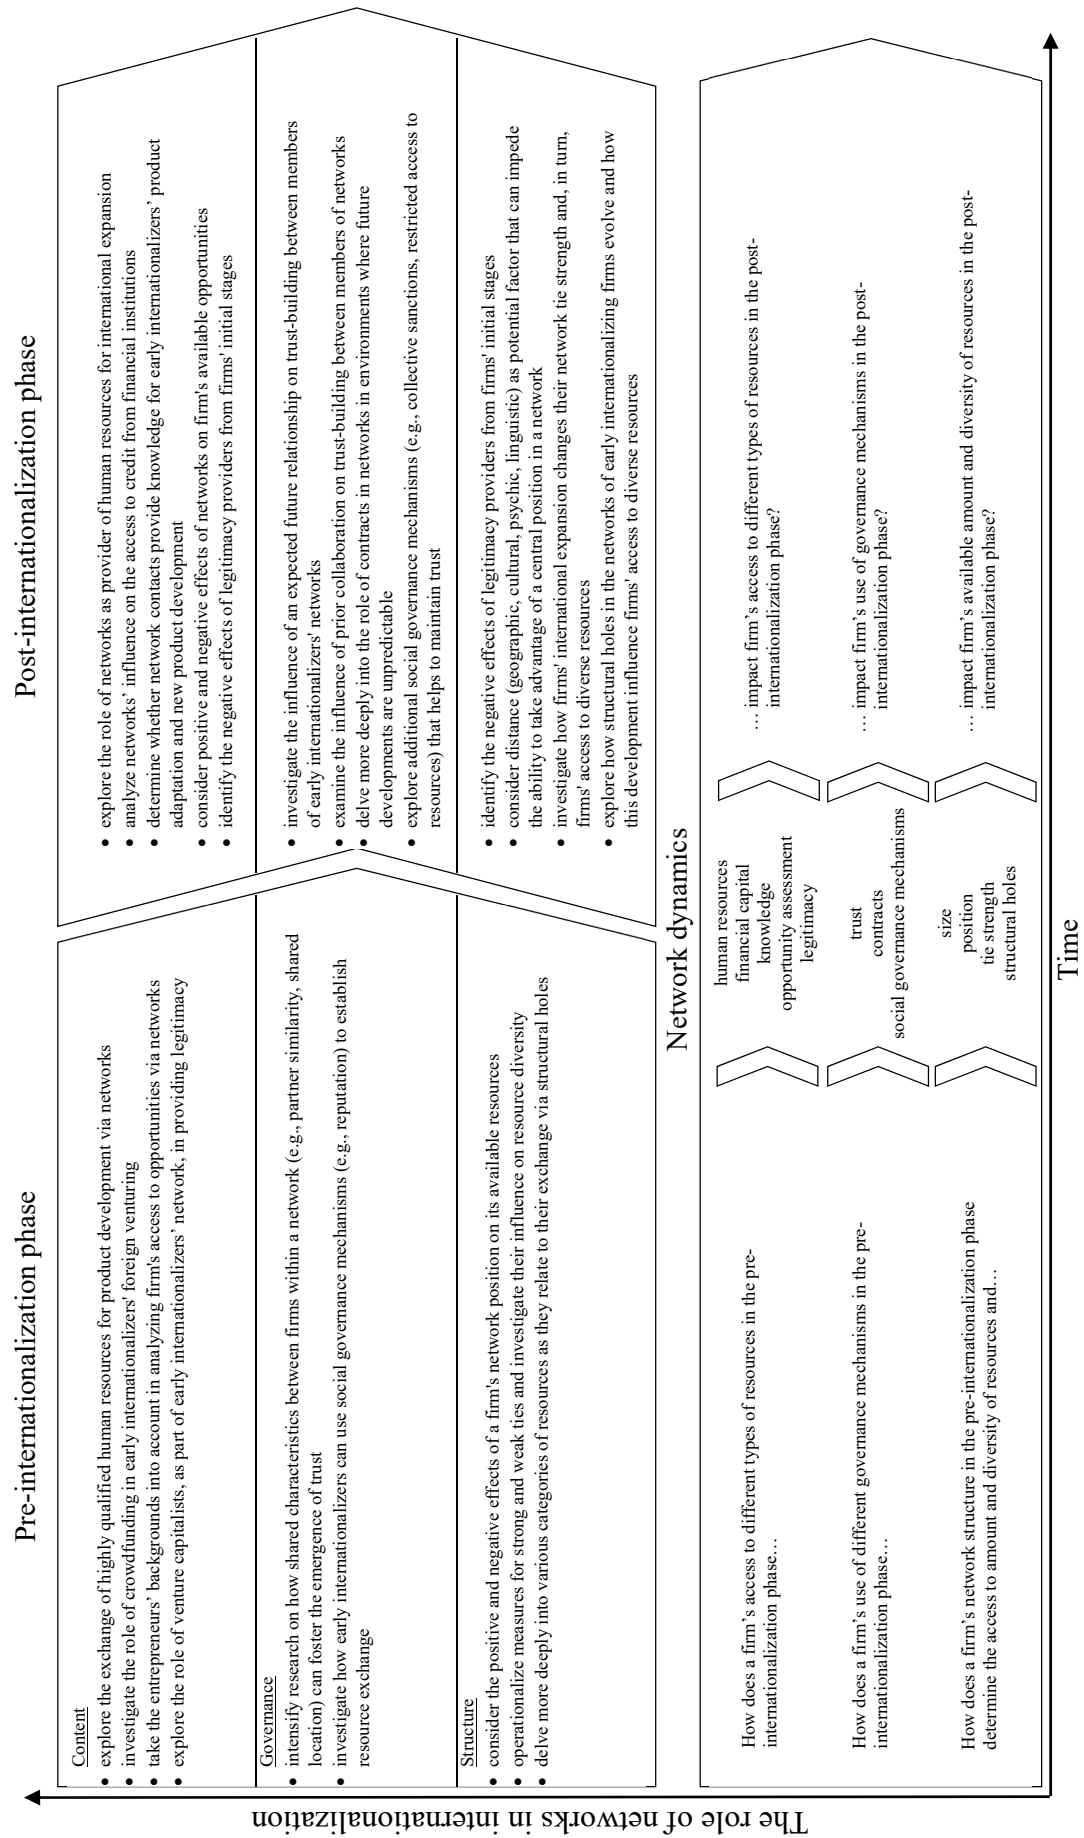 Pre-internationalization phase
Post-internationalization phase
The role of networks in internationalization
Content
• explore the exchange of highly qualified human resources for product development via networks
• investigate the role of crowdfunding in early internationalizers' foreign venturing
• take the entrepreneurs’ backgrounds into account in analyzing firm's access to opportunities via networks
• explore the role of venture capitalists, as part of early internationalizers’ network, in providing legitimacy
• explore the role of networks as provider of human resources for international expansion
• analyze networks’ influence on the access to credit from financial institutions
• determine whether network contacts provide knowledge for early internationalizers’ product
adaptation and new product development
• consider positive and negative effects of networks on firm's available opportunities
• identify the negative effects of legitimacy providers from firms' initial stages
Governance
• intensify research on how shared characteristics between firms within a network (e.g., partner similarity, shared
location) can foster the emergence of trust
• investigate how early internationalizers can use social governance mechanisms (e.g., reputation) to establish
resource exchange
• investigate the influence of an expected future relationship on trust-building between members
of early internationalizers' networks
• examine the influence of prior collaboration on trust-building between members of networks
• delve more deeply into the role of contracts in networks in environments where future
developments are unpredictable
• explore additional social governance mechanisms (e.g., collective sanctions, restricted access to
resources) that helps to maintain trust
Structure
• consider the positive and negative effects of a firm's network position on its available resources
• operationalize measures for strong and weak ties and investigate their influence on resource diversity
• delve more deeply into various categories of resources as they relate to their exchange via structural holes
• identify the negative effects of legitimacy providers from firms' initial stages
• consider distance (geographic, cultural, psychic, linguistic) as potential factor that can impede
the ability to take advantage of a central position in a network
• investigate how firms' international expansion changes their network tie strength and, in turn,
firms' access to diverse resources
• explore how structural holes in the networks of early internationalizing firms evolve and how
this development influence firms' access to diverse resources
Network dynamics
How does a firm’s access to different types of resources in the pre-
internationalization phase…
human resources
financial capital
knowledge
opportunity assessment
legitimacy
… impact firm’s access to different types of resources in the post-
internationalization phase?
How does a firm’s use of different governance mechanisms in the pre-
internationalization phase…
trust
contracts
social governance mechanisms
… impact firm’s use of governance mechanisms in the post-
internationalization phase?
How does a firm’s network structure in the pre-internationalization phase
determine the access to amount and diversity of resources and…
size
position
tie strength
structural holes
… impact firm’s available amount and diversity of resources in the post-
internationalization phase?
Time